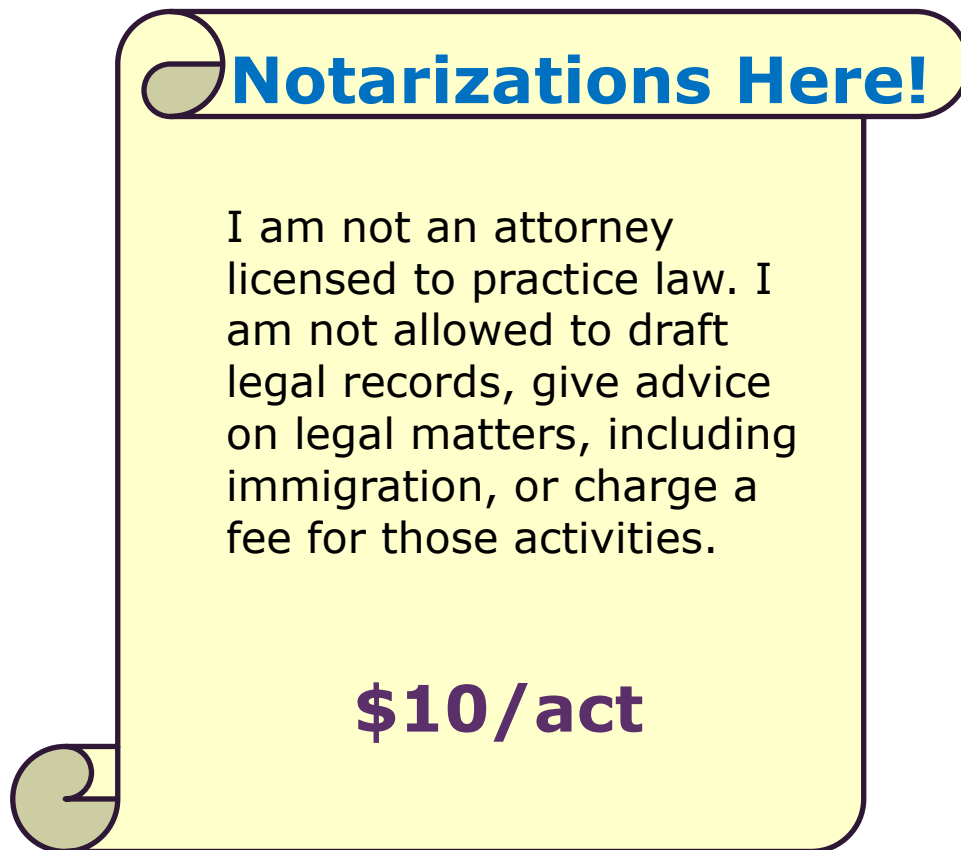 Notarizations Here!
I am not an attorney
licensed to practice law. I
am not allowed to draft
legal records, give advice
on legal matters, including
immigration, or charge a
fee for those activities.
$10/act